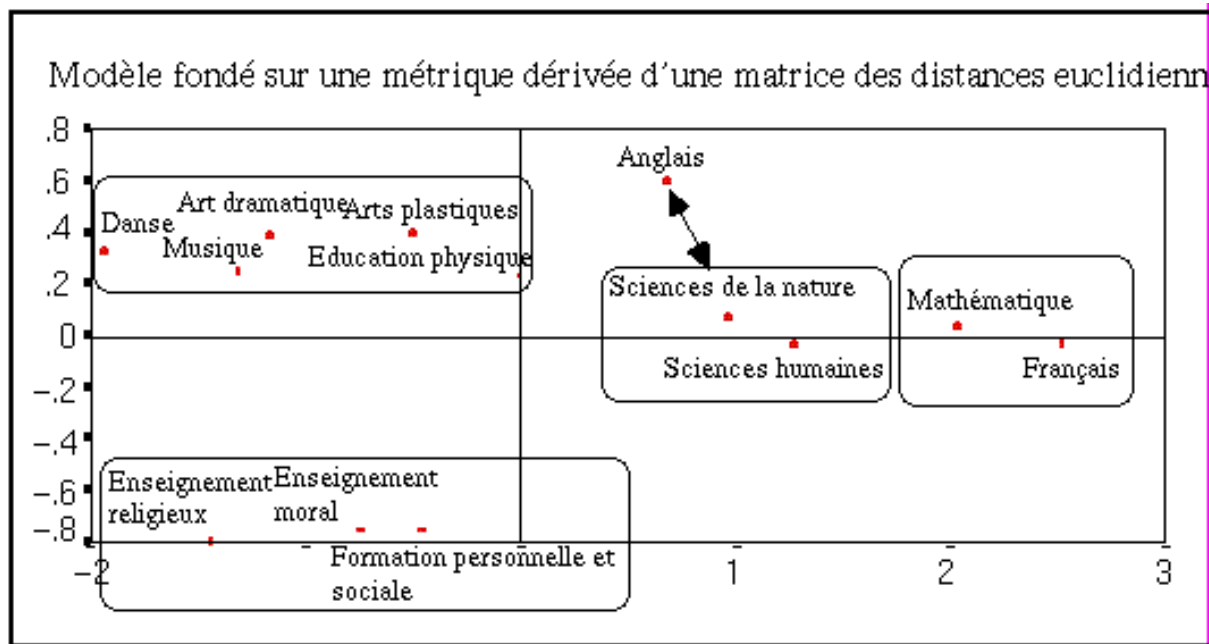 Modèle fondé sur une métrique dérivée d'une matrice des distances euclidienn
.8
.6
.4
.2
0
-.2
-.4
-.6
-.8
Anglais
Art dramatique
Arts plastiques
Danse
Musique
Education physique
Sciences de la nature
Mathématique
Sciences humaines
Français
Enseignement
religieux
Enseignement
moral
Formation personnelle et
sociale
-2
1
2
3